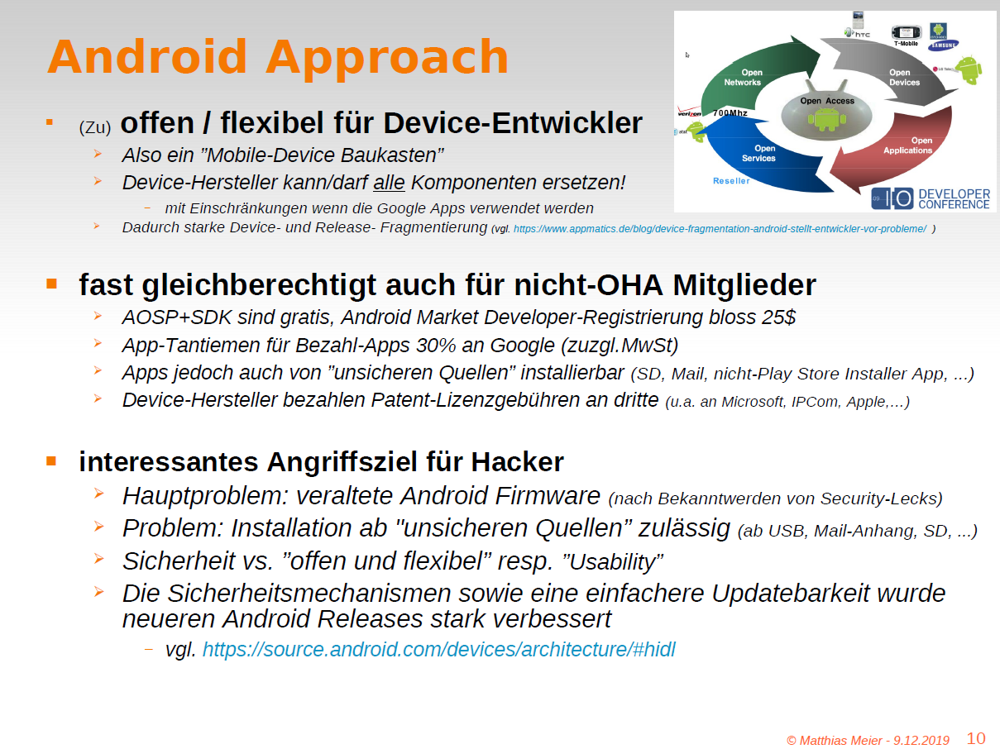 Android Approach
(Zu) offen / flexibel für Device-Entwickler
Also ein ”Mobile-Device Baukasten”
Device-Hersteller kann/darf alle Komponenten ersetzen!
– mit Einschränkungen wenn die Google Apps verwendet werden
Dadurch starke Device- und Release- Fragmentierung (vgl. https://www.appmatics.de/blog/device-fragmentation-android-stellt-entwickler-vor-probleme/ )
hTC
T-Mobile
SAMSUNG
Open
Networks
Open
Devices
Open Access
verizon
700Mhz
at&t
Open
Services
Open
Applications
Reseller
09
IO
DEVELOPER
CONFERENCE
fast gleichberechtigt auch für nicht-OHA Mitglieder
AOSP+SDK sind gratis, Android Market Developer-Registrierung bloss 25$
App-Tantiemen für Bezahl-Apps 30% an Google (zuzgl.MwSt)
Apps jedoch auch von ”unsicheren Quellen” installierbar (SD, Mail, nicht-Play Store Installer App, ...)
Device-Hersteller bezahlen Patent-Lizenzgebühren an dritte (u.a. an Microsoft, IPCom, Apple,…)
interessantes Angriffsziel für Hacker
Hauptproblem: veraltete Android Firmware (nach Bekanntwerden von Security-Lecks)
Problem: Installation ab "unsicheren Quellen” zulässig (ab USB, Mail-Anhang, SD, ...)
Sicherheit vs. ”offen und flexibel” resp. ”Usability”
Die Sicherheitsmechanismen sowie eine einfachere Updatebarkeit wurde
neueren Android Releases stark verbessert
– vgl. https://source.android.com/devices/architecture/#hidl
© Matthias Meier - 9.12.2019 10